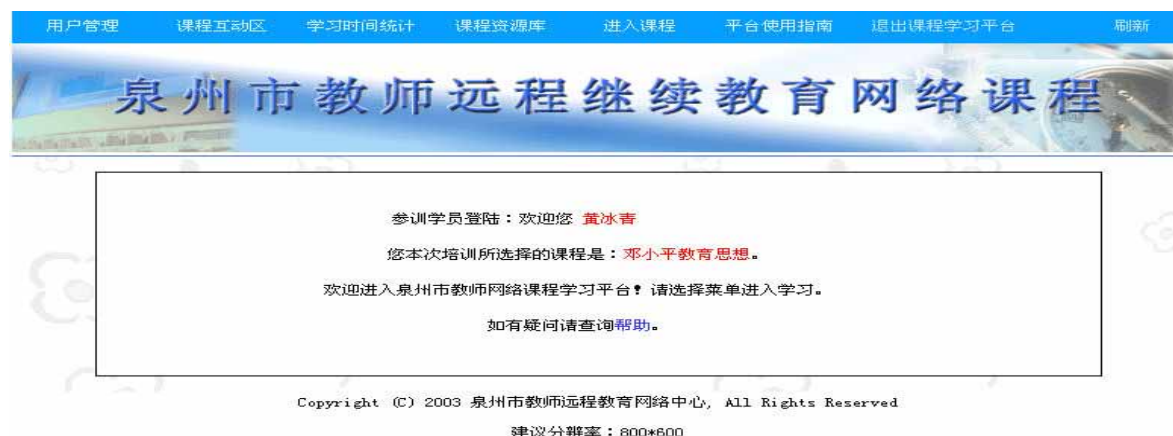 用户管理 课程互动区 学习时间统计 课程资源库 进入课程 平台使用指南 退出课程学习平台 刷新
泉州市教师远程继续教育网络课程
参训学员登陆：欢迎您 黄冰青
您本次培训所选择的课程是：邓小平教育思想。
欢迎进入泉州市教师网络课程学习平台！请选择菜单进入学习。
如有疑问请查询帮助。
Copyright (C) 2003 泉州市教师远程教育网络中心, All Rights Reserved
建议分辨率：800*600